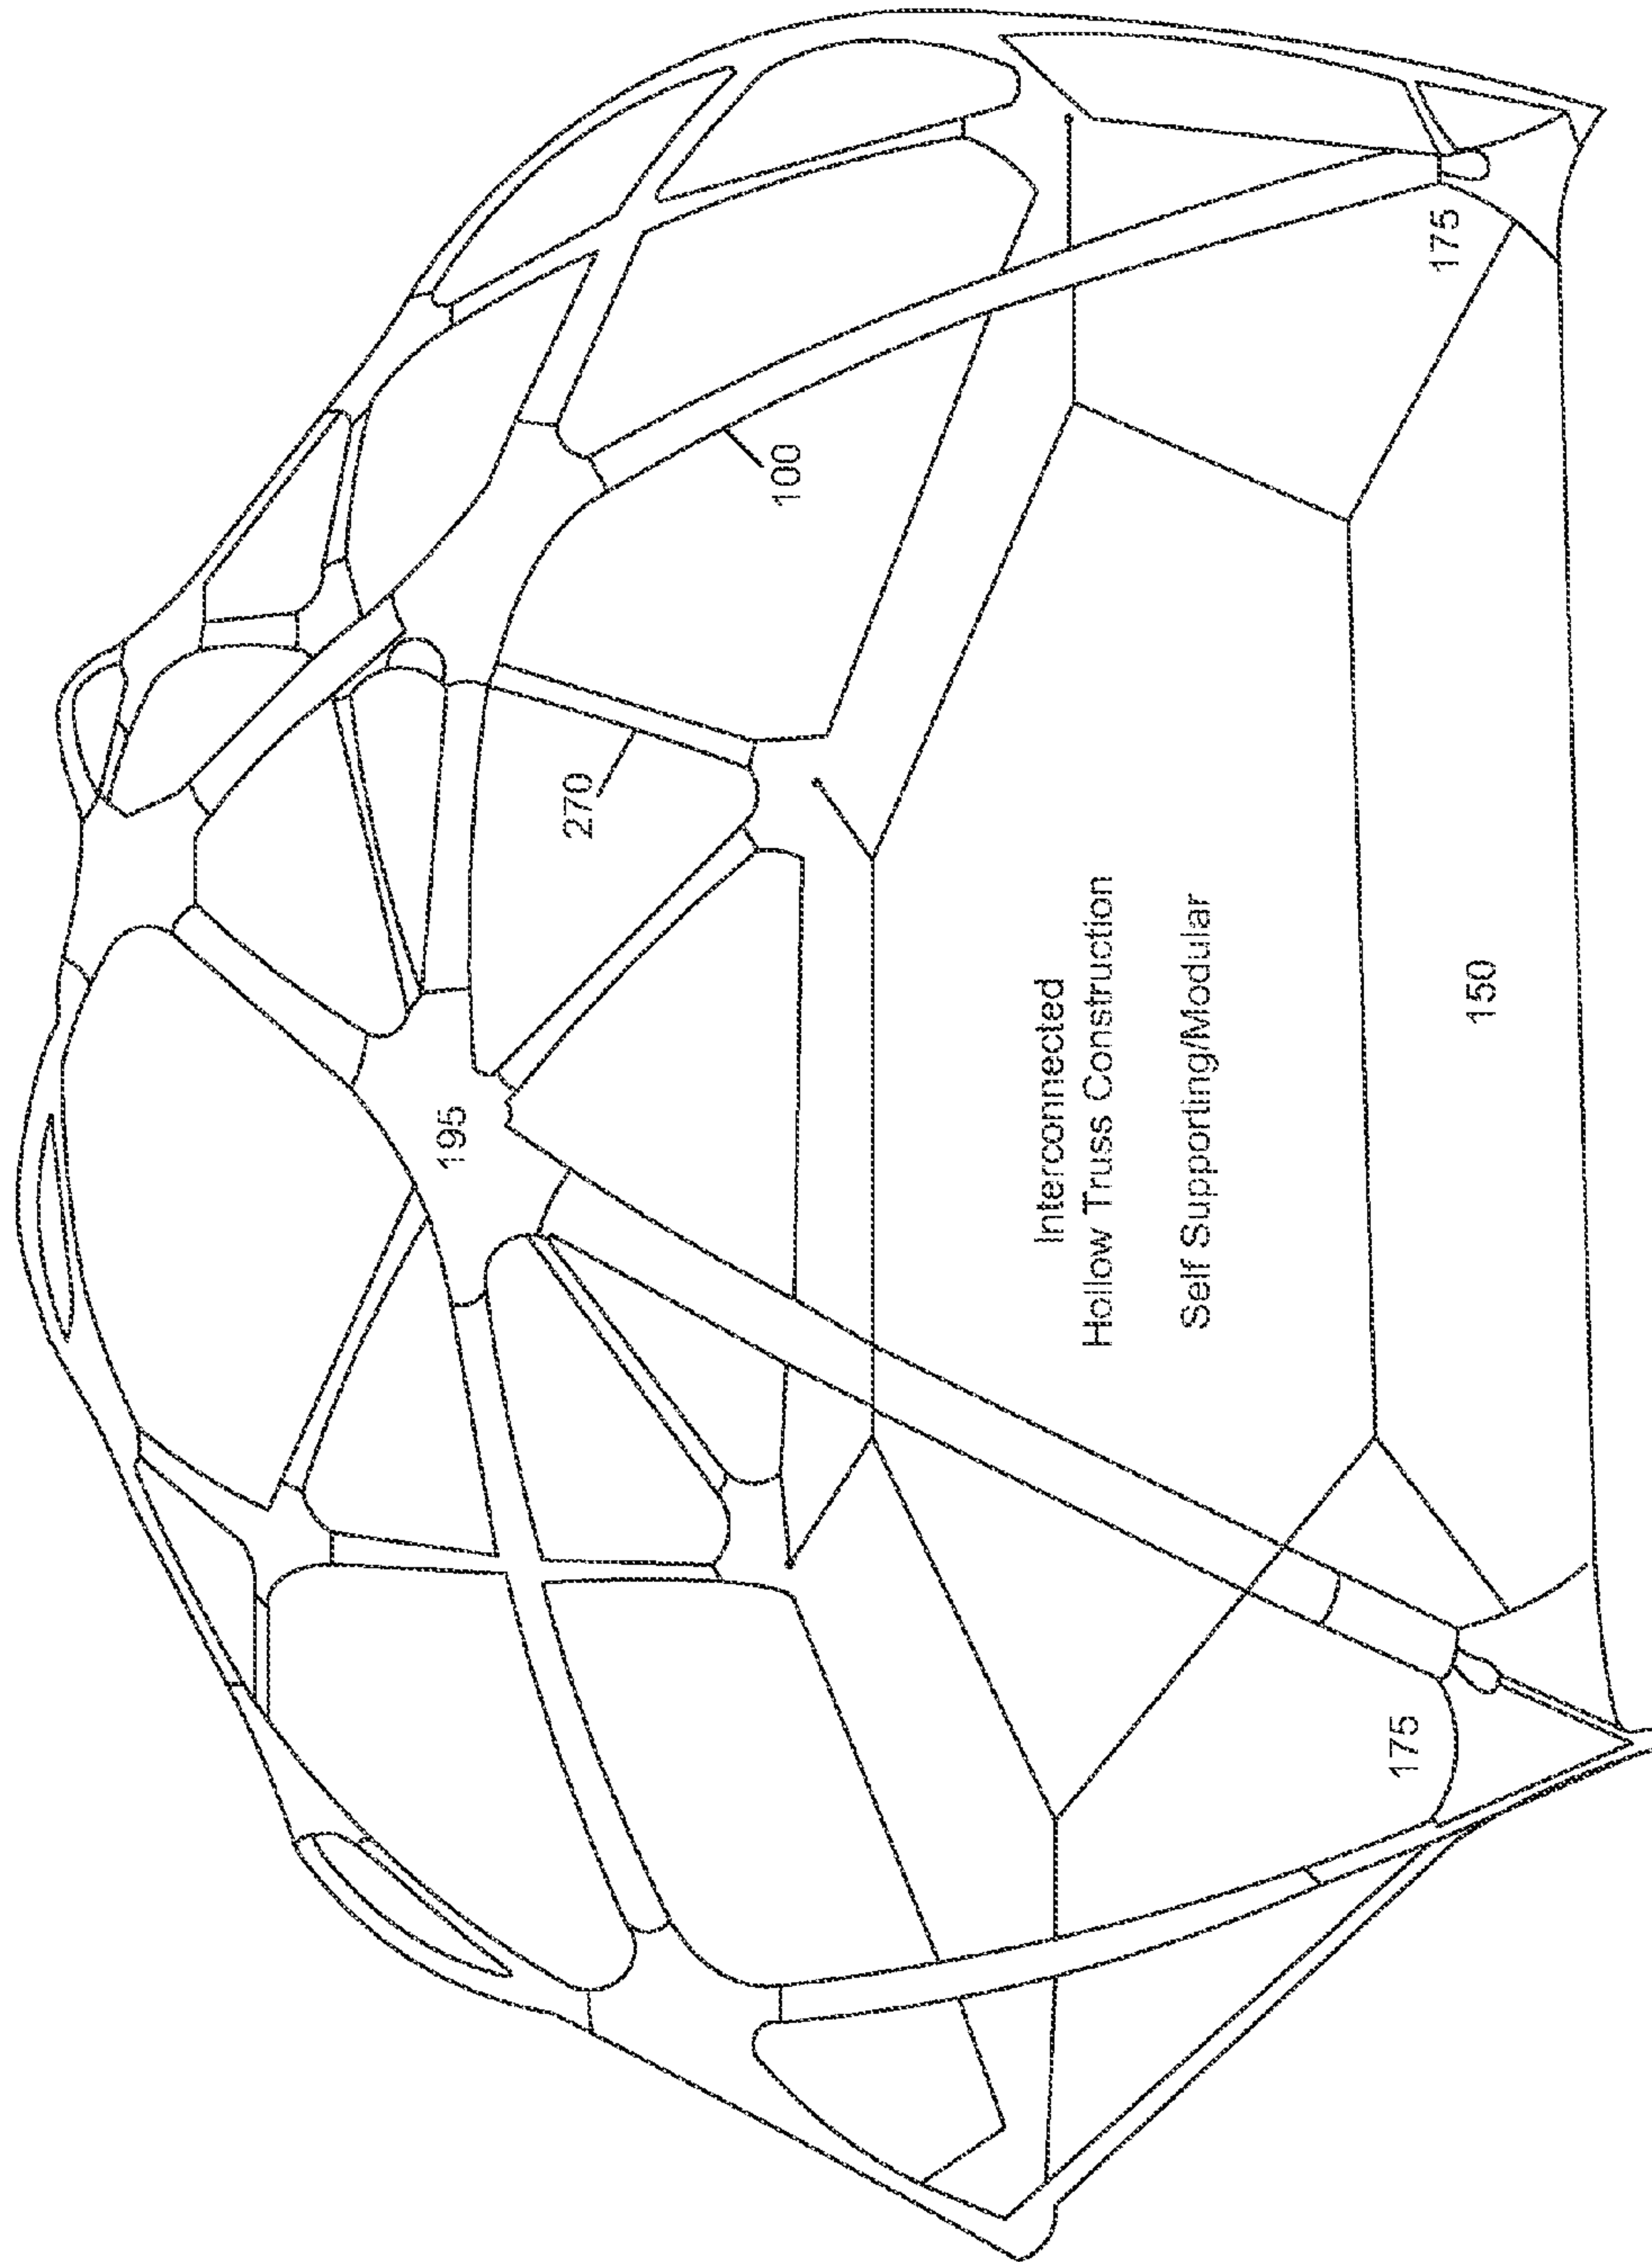 195
270
100
175
175
Interconnected
Hollow Truss Construction
Self Supporting/Modular
150